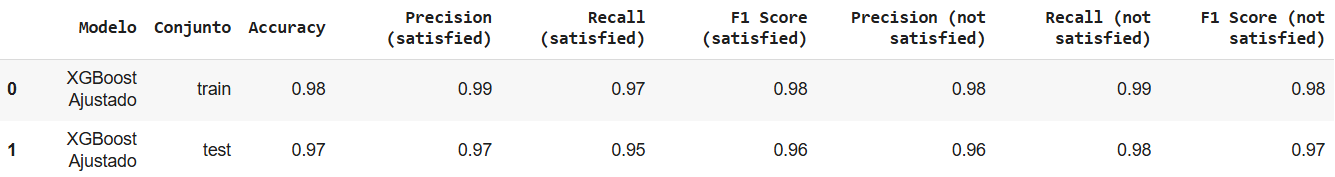 Modelo Conjunto Accuracy Precision (satisfied) Recall (satisfied) F1 Score (satisfied) Precision (not satisfied) Recall (not satisfied) F1 Score (not satisfied)
0 XGBoost Ajustado train 0.98 0.99 0.97 0.98 0.98 0.99 0.98
1 XGBoost Ajustado test 0.97 0.97 0.95 0.96 0.96 0.98 0.97